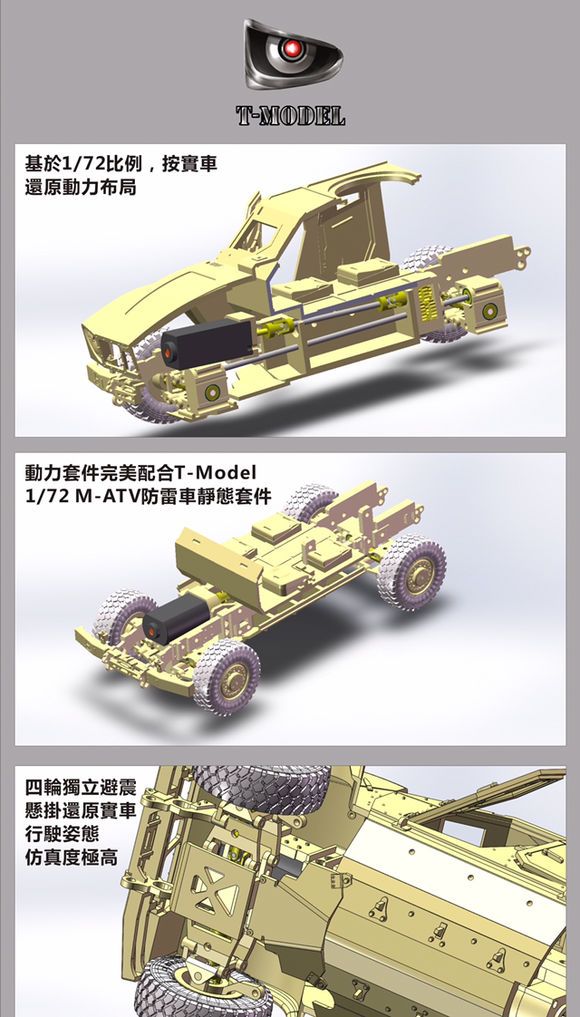 T-MODEL
基於1/72比例，按實車
還原動力布局
動力套件完美配合T-Model
1/72 M-ATV防雷車靜態套件
四輪獨立避震
懸掛還原實車
行駛姿態
仿真度極高